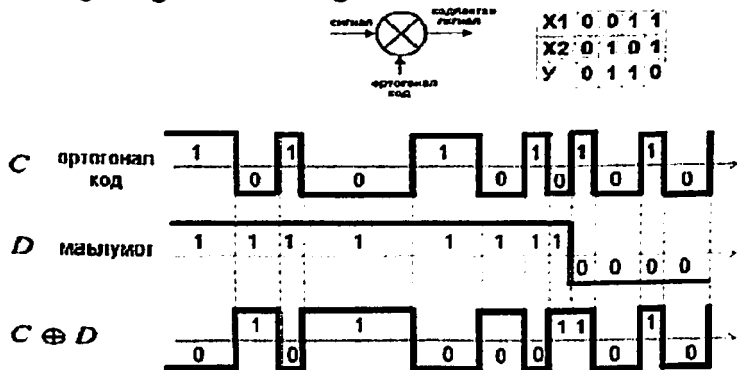 сигнал
кодланган
сигнал
ортогонал
код
X1 0 0 1 1
X2 0 1 0 1
У 0 1 1 0
C ортогонал код 1 0 1 0 1 0 1 0 1 0 1 0
D маълумот 1 1 1 1 1 1 1 1 0 0 0 0
C ⊕ D 0 1 0 1 0 0 0 1 1 0 1 0